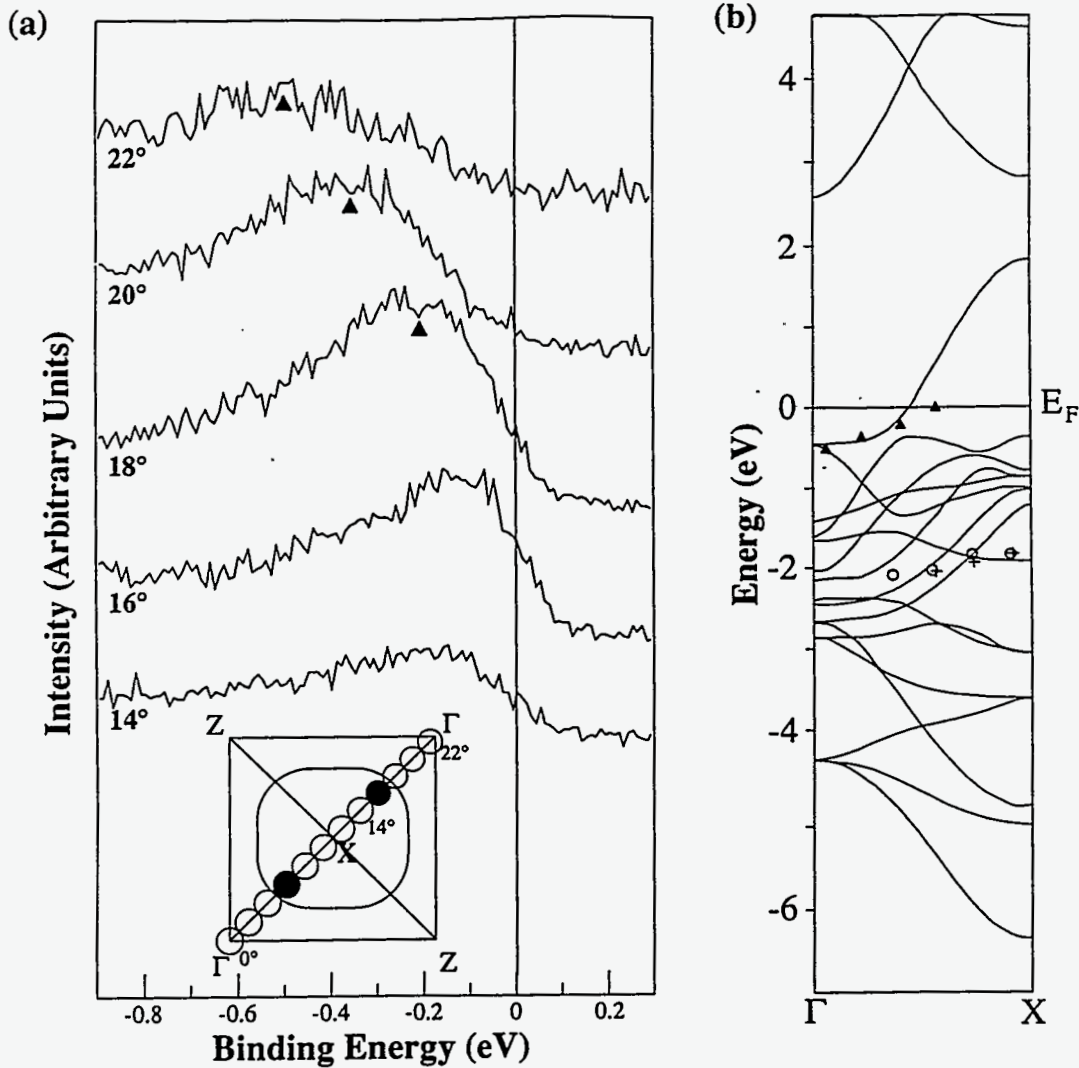 (a)
22°
20°
18°
16°
14°
Intensity (Arbitrary Units)
Z
Γ
22°
14°
X
Γ
0°
Z
-0.8
-0.6
-0.4
-0.2
0
0.2
Binding Energy (eV)
(b)
4
2
0
-2
-4
-6
E_F
Energy (eV)
Γ
X